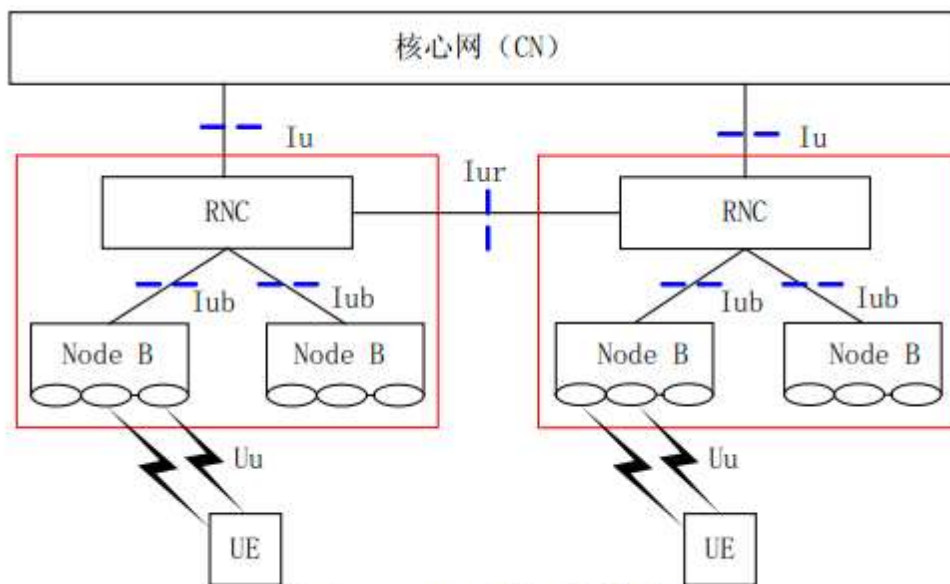 核心网（CN）
Iu
Iu
Iur
RNC
RNC
Iub
Iub
Iub
Iub
Node B
Node B
Node B
Node B
Uu
Uu
UE
UE